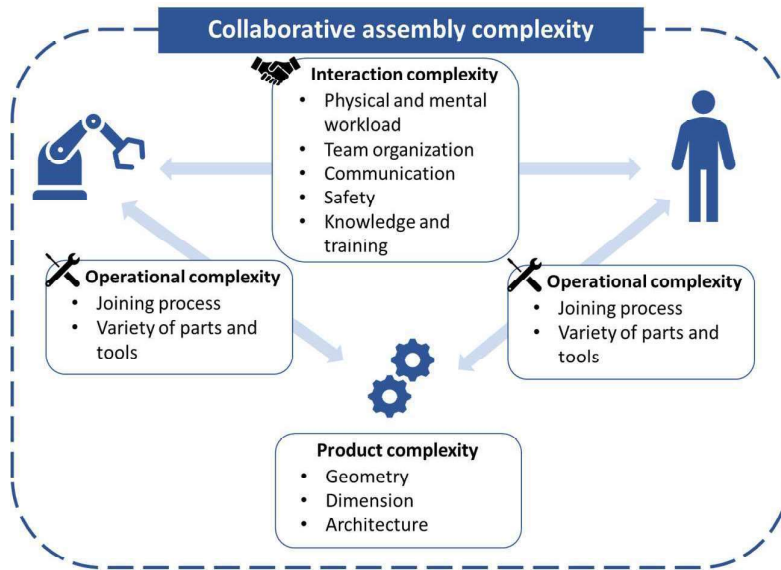 Collaborative assembly complexity
Interaction complexity
• Physical and mental
workload
• Team organization
• Communication
• Safety
• Knowledge and
training
Operational complexity
• Joining process
• Variety of parts and
tools
Operational complexity
• Joining process
• Variety of parts and
tools
Product complexity
• Geometry
• Dimension
• Architecture